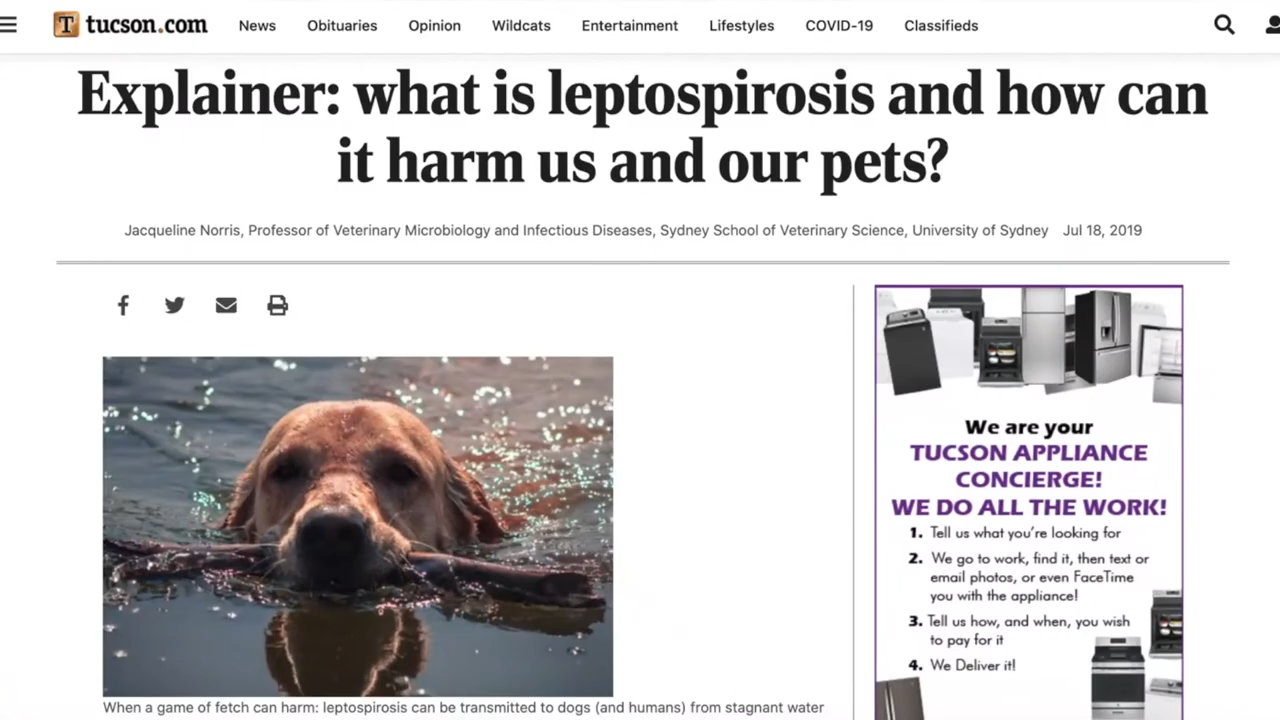 T tucson.com News Obituaries Opinion Wildcats Entertainment Lifestyles COVID-19 Classifieds
Explainer: what is leptospirosis and how can
it harm us and our pets?
Jacqueline Norris, Professor of Veterinary Microbiology and Infectious Diseases, Sydney School of Veterinary Science, University of Sydney Jul 18, 2019
When a game of fetch can harm: leptospirosis can be transmitted to dogs (and humans) from stagnant water
We are your
TUCSON APPLIANCE
CONCIERGE!
WE DO ALL THE WORK!
1. Tell us what you're looking for
2. We go to work, find it, then text or
email photos, or even FaceTime
you with the appliance!
3. Tell us how, and when, you wish
to pay for it
4. We Deliver it!